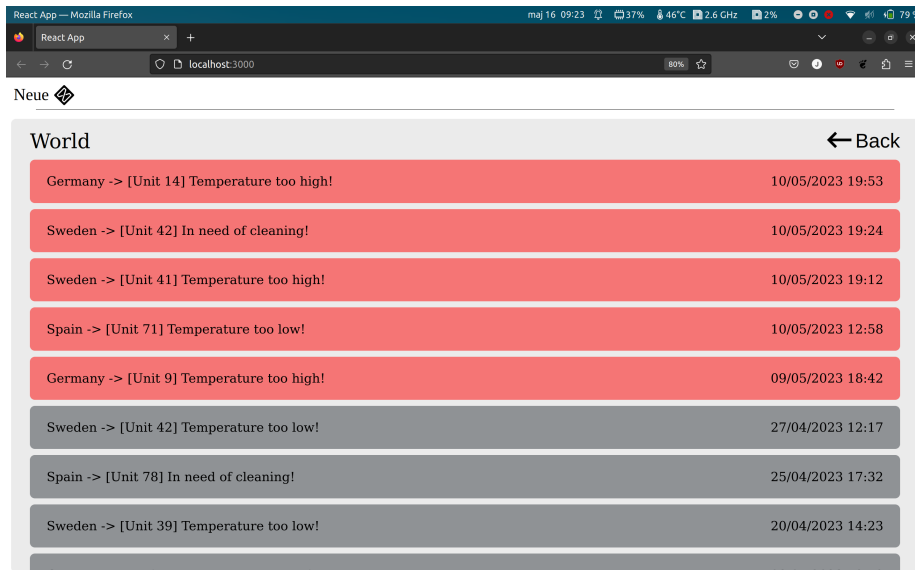 React App — Mozilla Firefox maj 16 09:23 37% 46°C 2.6 GHz 2% 79
React App × +
localhost:3000 80%
Neue
World Back
Germany -> [Unit 14] Temperature too high! 10/05/2023 19:53
Sweden -> [Unit 42] In need of cleaning! 10/05/2023 19:24
Sweden -> [Unit 41] Temperature too high! 10/05/2023 19:12
Spain -> [Unit 71] Temperature too low! 10/05/2023 12:58
Germany -> [Unit 9] Temperature too high! 09/05/2023 18:42
Sweden -> [Unit 42] Temperature too low! 27/04/2023 12:17
Spain -> [Unit 78] In need of cleaning! 25/04/2023 17:32
Sweden -> [Unit 39] Temperature too low! 20/04/2023 14:23